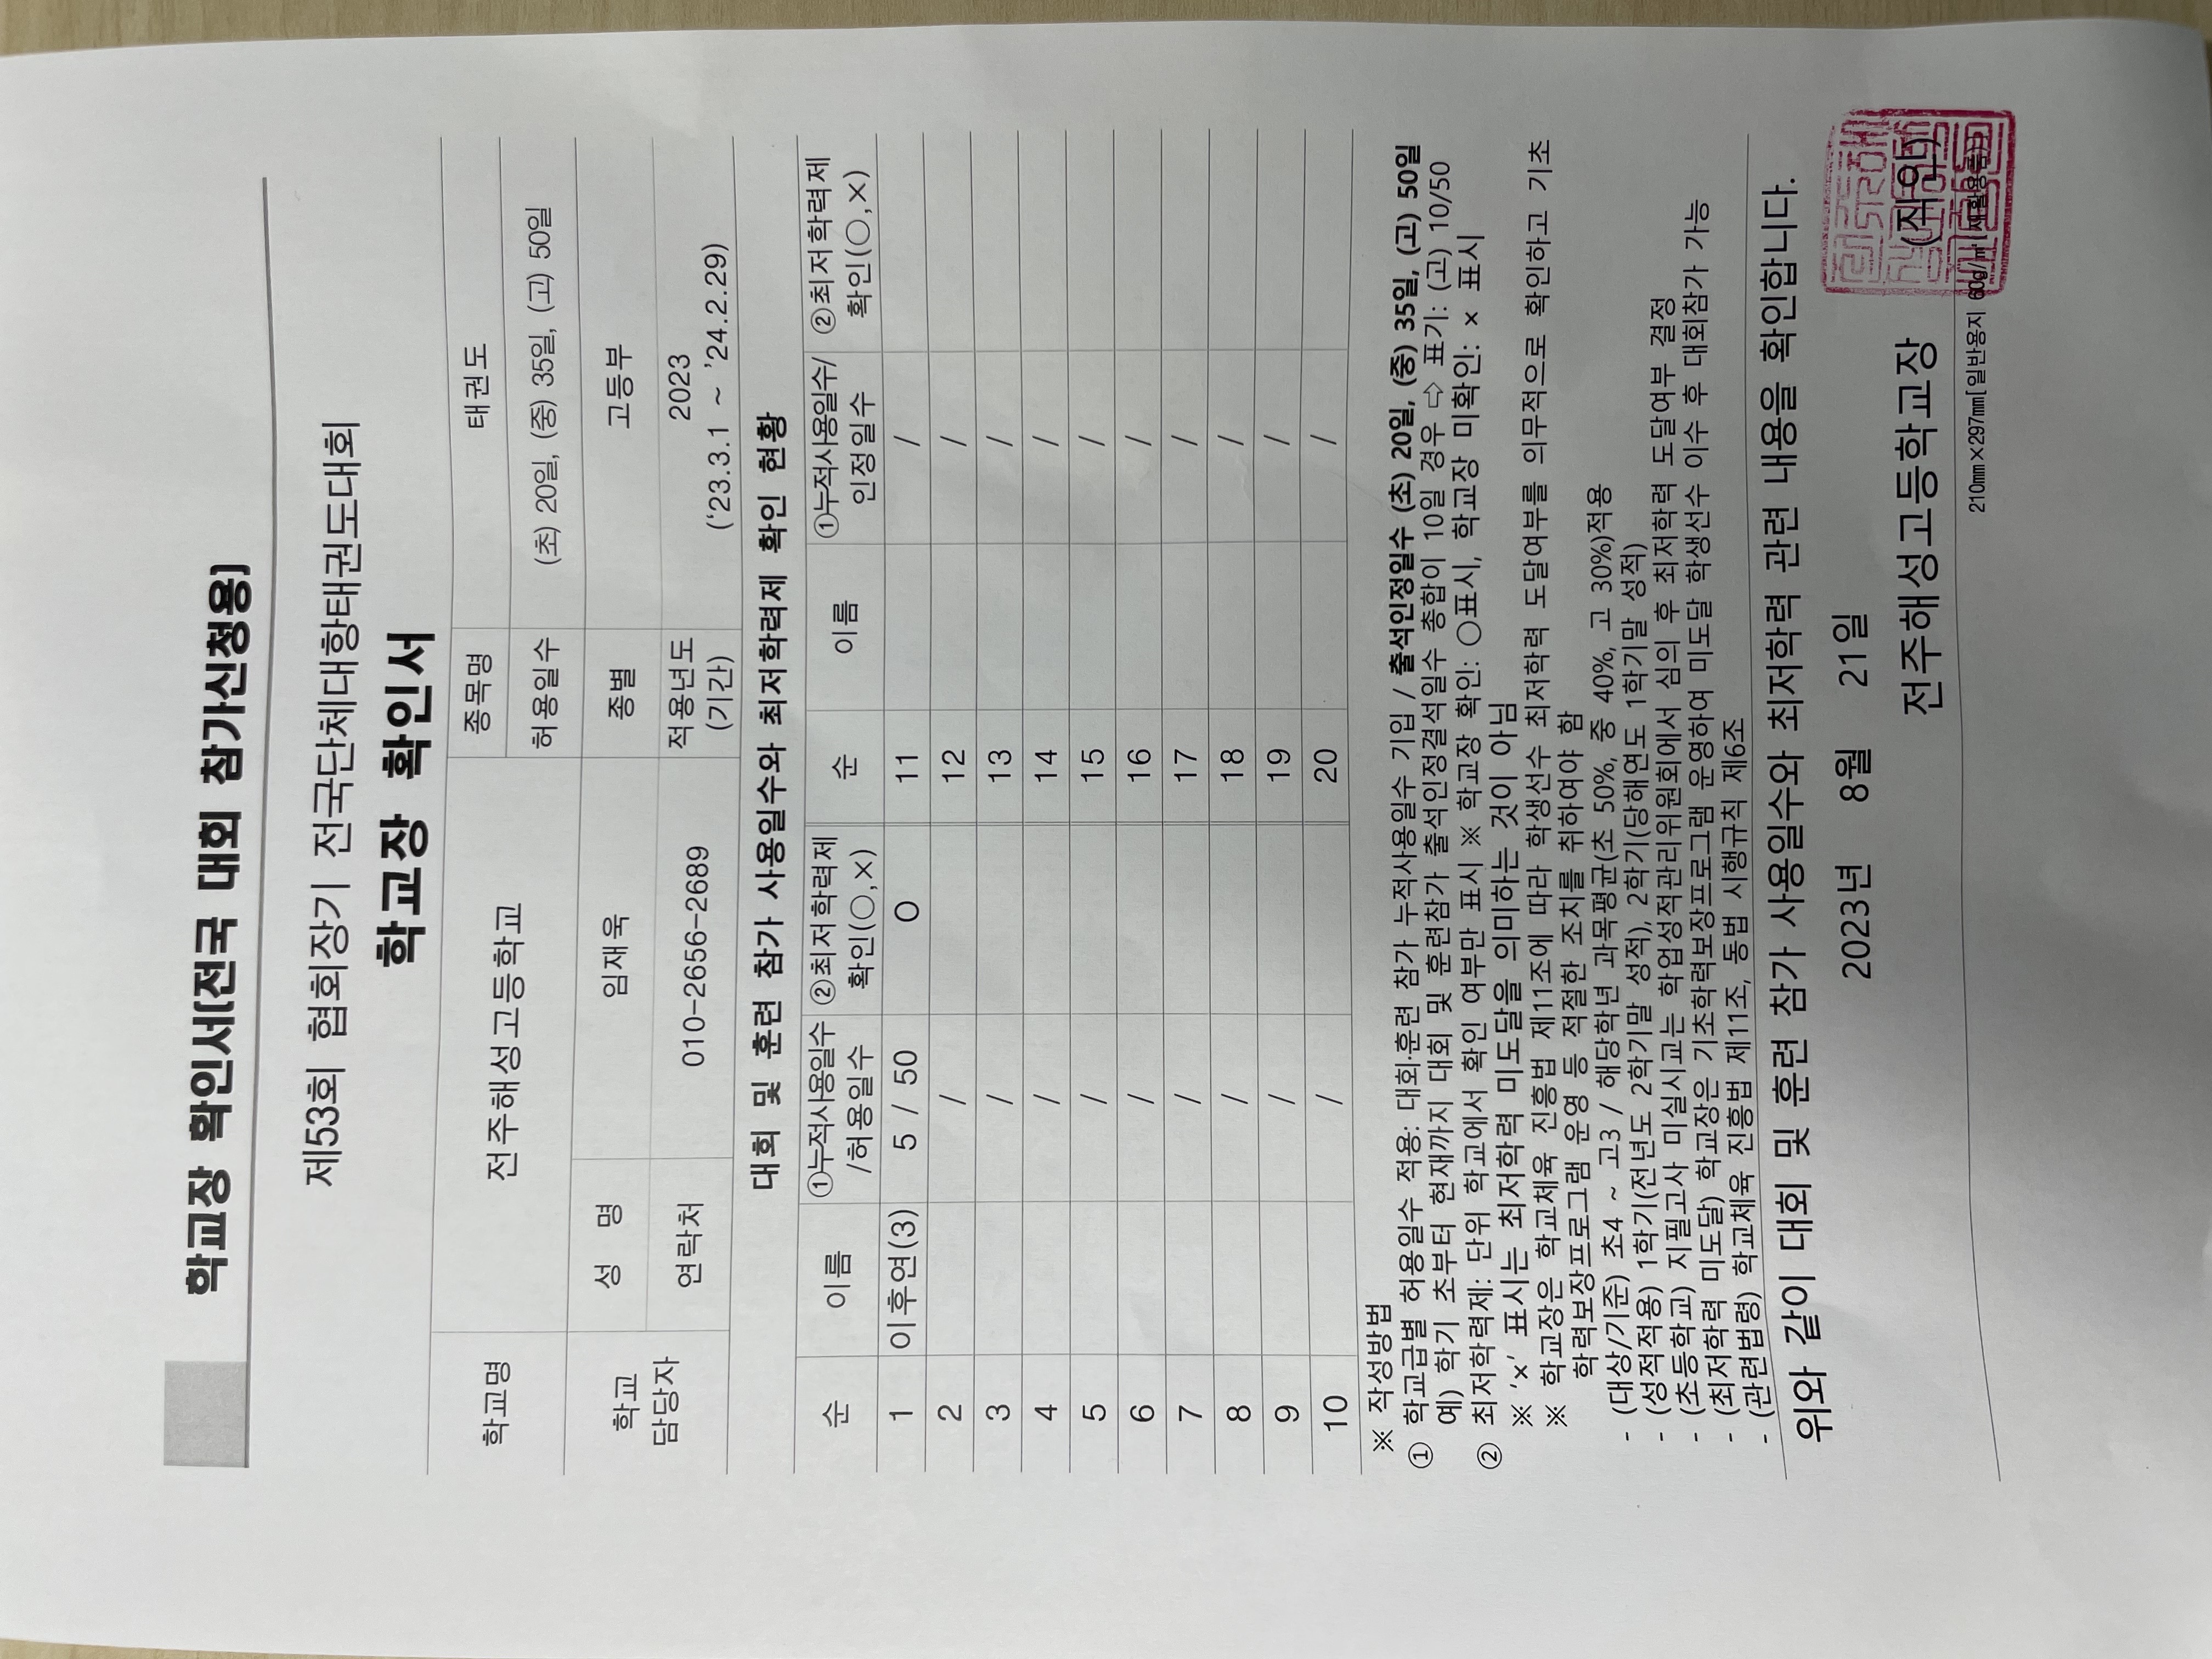 학교장 확인서(전국 대회 참가신청용)
제53회 협회장기 전국단체대항태권도대회
학교장 확인서
학교명 전주해성고등학교 종목명 태권도
허용일수 (초) 20일, (중) 35일, (고) 50일
학교 담당자 성 명 임재욱 종별 고등부
연락처 010-2656-2689 적용년도 (기간) 2023 ('23.3.1 ~ '24.2.29)
대회 및 훈련 참가 사용일수와 최저학력제 확인 현황
순 이름 ①누적사용일수 /허용일수 ②최저학력제 확인(○,×) 순 이름 ①누적사용일수/ 인정일수 ②최저학력제 확인(○,×)
1 이후연(3) 5 / 50 O 11 /
2 / 12 /
3 / 13 /
4 / 14 /
5 / 15 /
6 / 16 /
7 / 17 /
8 / 18 /
9 / 19 /
10 / 20 /
※ 작성방법
① 학교급별 허용일수 적용: 대회·훈련 참가 누적사용일수 기입 / 출석인정일수 (초) 20일, (중) 35일, (고) 50일
예) 학기 초부터 현재까지 대회 및 훈련참가 출석인정결석일수 총합이 10일 경우 ⇨ 표기: (고) 10/50
② 최저학력제: 단위 학교에서 확인 여부만 표시 ※ 학교장 확인: ○표시, 학교장 미확인: × 표시
※ '×' 표시는 최저학력 미도달을 의미하는 것이 아님
※ 학교장은 학교체육 진흥법 제11조에 따라 학생선수 최저학력 도달여부를 의무적으로 확인하고 기초
학력보장프로그램 운영 등 적절한 조치를 취하여야 함
- (대상/기준) 초4 ~ 고3 / 해당학년 과목평균(초 50%, 중 40%, 고 30%)적용
- (성적적용) 1학기(전년도 2학기말 성적), 2학기(당해연도 1학기말 성적)
- (초등학교) 지필고사 미실시교는 학업성적관리위원회에서 심의 후 최저학력 도달여부 결정
- (최저학력 미도달) 학교장은 기초학력보장프로그램 운영하여 미도달 학생선수 이수 후 대회참가 가능
- (관련법령) 학교체육 진흥법 제11조, 동법 시행규칙 제6조
위와 같이 대회 및 훈련 참가 사용일수와 최저학력 관련 내용을 확인합니다.
2023년 8월 21일
전주해성고등학교장 (직인)
210㎜×297㎜[일반용지 60g/㎡(재활용품)]